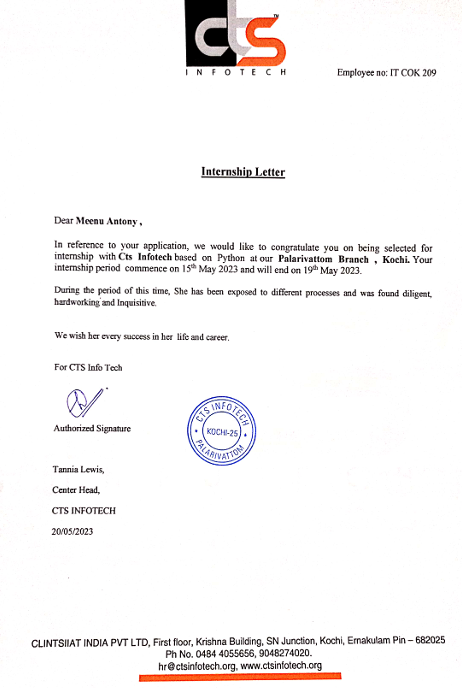 cts
™
INFOTECH
Employee no: IT COK 209
Internship Letter
Dear Meenu Antony ,
In reference to your application, we would like to congratulate you on being selected for
internship with Cts Infotech based on Python at our Palarivattom Branch , Kochi. Your
internship period commence on 15th May 2023 and will end on 19th May 2023.
During the period of this time, She has been exposed to different processes and was found diligent,
hardworking and Inquisitive.
We wish her every success in her life and career.
For CTS Info Tech
Authorized Signature
CTS INFOTECH
KOCHI-25
PALARIVATTOM
Tannia Lewis,
Center Head,
CTS INFOTECH
20/05/2023
CLINTSIIAT INDIA PVT LTD, First floor, Krishna Building, SN Junction, Kochi, Ernakulam Pin – 682025
Ph No. 0484 4055656, 9048274020.
hr@ctsinfotech.org, www.ctsinfotech.org